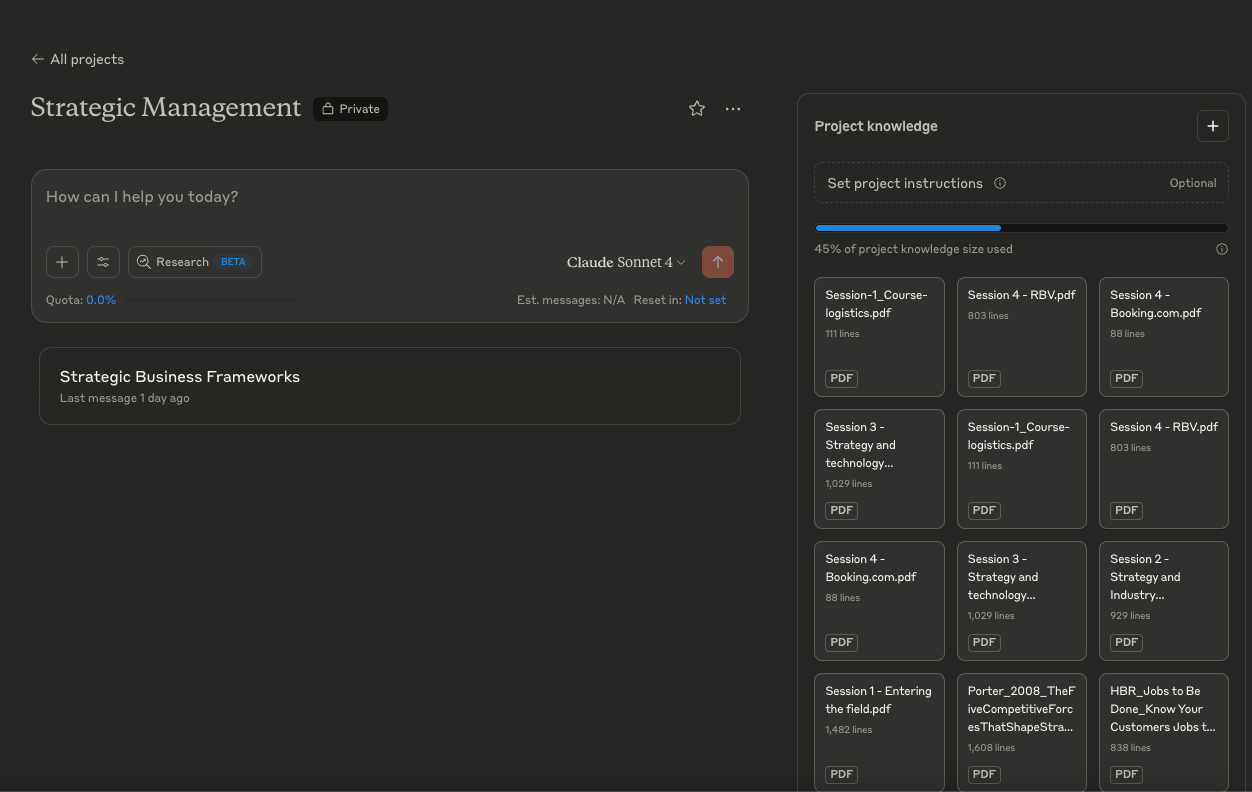 All projects
Strategic Management
Private
How can I help you today?
Research BETA
Claude Sonnet 4
Quota: 0.0%
Est. messages: N/A Reset in: Not set
Strategic Business Frameworks
Last message 1 day ago
Project knowledge
Set project instructions
Optional
45% of project knowledge size used
Session-1_Course-
logistics.pdf
111 lines
PDF
Session 4 - RBV.pdf
803 lines
PDF
Session 4 -
Booking.com.pdf
88 lines
PDF
Session 3 -
Strategy and
technology...
1,029 lines
PDF
Session-1_Course-
logistics.pdf
111 lines
PDF
Session 4 - RBV.pdf
803 lines
PDF
Session 4 -
Booking.com.pdf
88 lines
PDF
Session 3 -
Strategy and
technology...
1,029 lines
PDF
Session 2 -
Strategy and
Industry...
929 lines
PDF
Session 1 - Entering
the field.pdf
1,482 lines
PDF
Porter_2008_TheF
iveCompetitiveForc
esThatShapeStra...
1,608 lines
PDF
HBR_Jobs to Be
Done_Know Your
Customers Jobs t...
838 lines
PDF